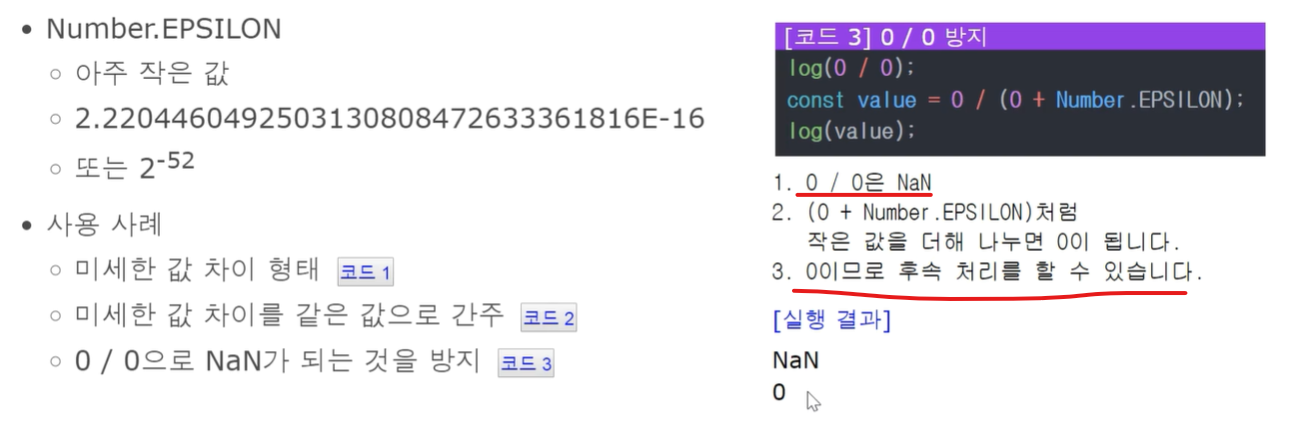 Number.EPSILON
아주 작은 값
2.2204460492503130808472633361816E-16
또는 2-52
사용 사례
미세한 값 차이 형태 코드 1
미세한 값 차이를 같은 값으로 간주 코드 2
0 / 0으로 NaN가 되는 것을 방지 코드 3
[코드 3] 0 / 0 방지
log(0 / 0);
const value = 0 / (0 + Number.EPSILON);
log(value);
1. 0 / 0은 NaN
2. (0 + Number.EPSILON)처럼
작은 값을 더해 나누면 0이 됩니다.
3. 0이므로 후속 처리를 할 수 있습니다.
[실행 결과]
NaN
0